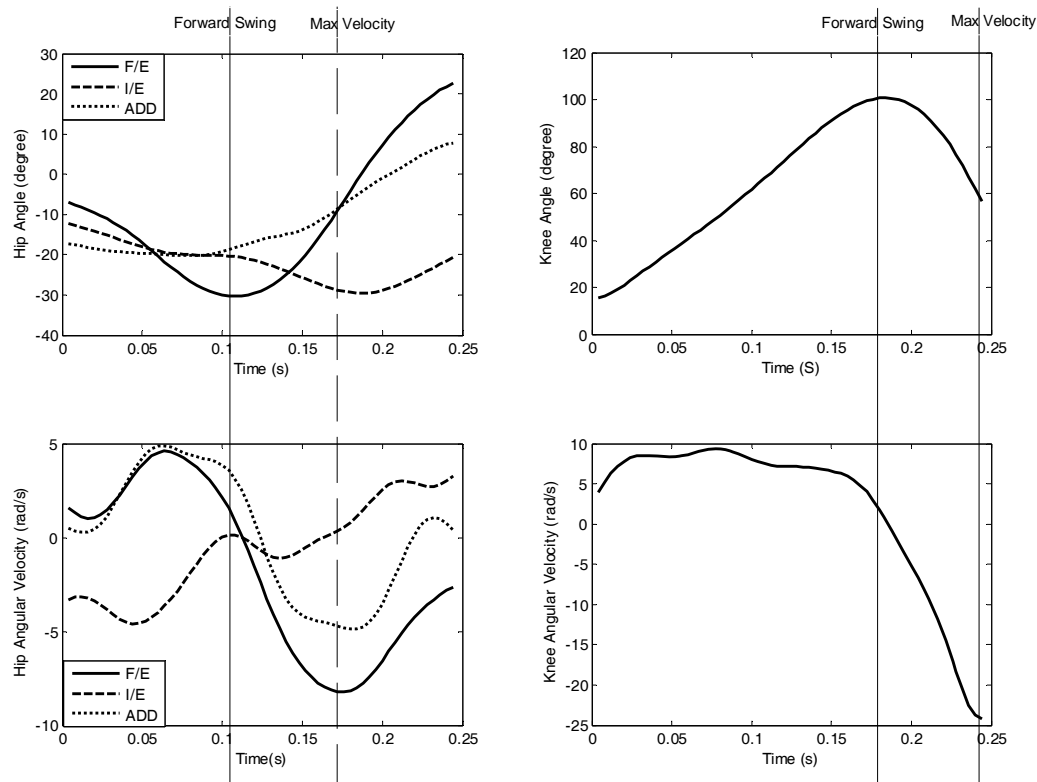 Forward Swing Max Velocity
30
20
10
0
-10
-20
-30
-40
F/E
I/E
ADD
Hip Angle (degree)
0 0.05 0.1 0.15 0.2 0.25
Time (s)
Forward Swing Max Velocity
120
100
80
60
40
20
0
Knee Angle (degree)
0 0.05 0.1 0.15 0.2 0.25
Time (S)
5
0
-5
-10
Hip Angular Velocity (rad/s)
F/E
I/E
ADD
0 0.05 0.1 0.15 0.2 0.25
Time(s)
10
5
0
-5
-10
-15
-20
-25
Knee Angular Velocity (rad/s)
0 0.05 0.1 0.15 0.2 0.25
Time (s)